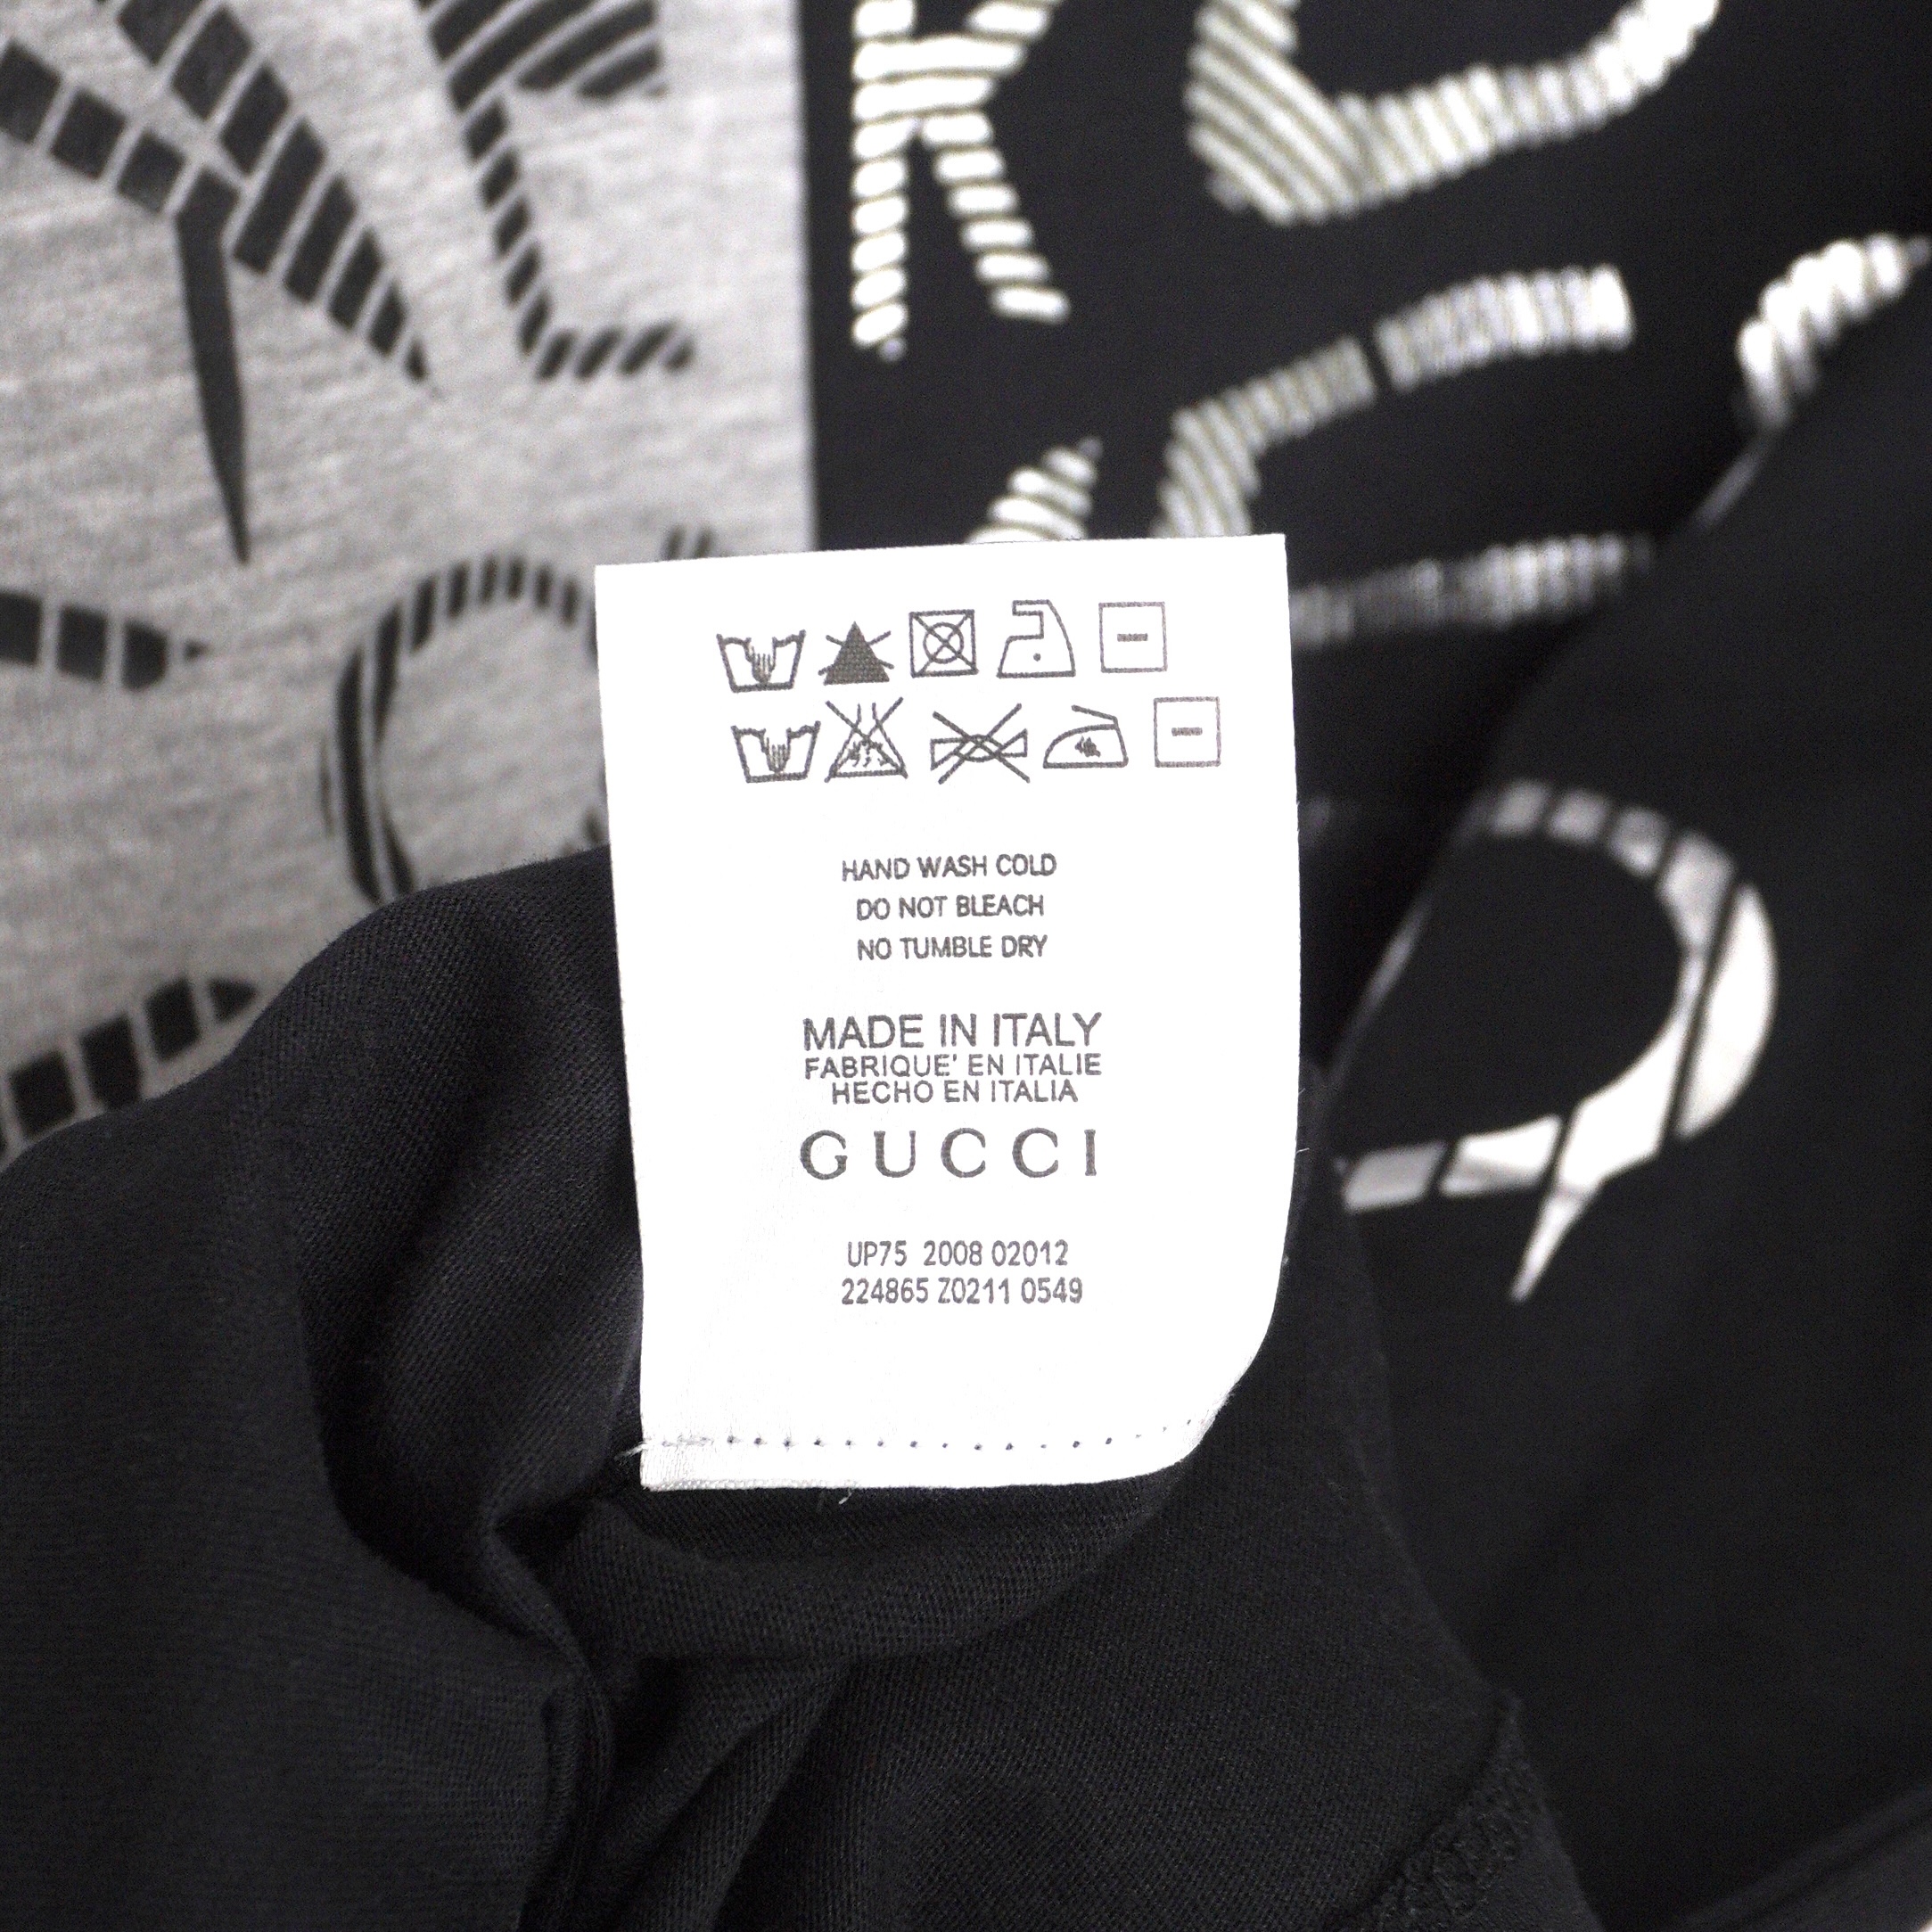 HAND WASH COLD
DO NOT BLEACH
NO TUMBLE DRY
MADE IN ITALY
FABRIQUE' EN ITALIE
HECHO EN ITALIA
GUCCI
UP75 2008 02012
224865 Z0211 0549